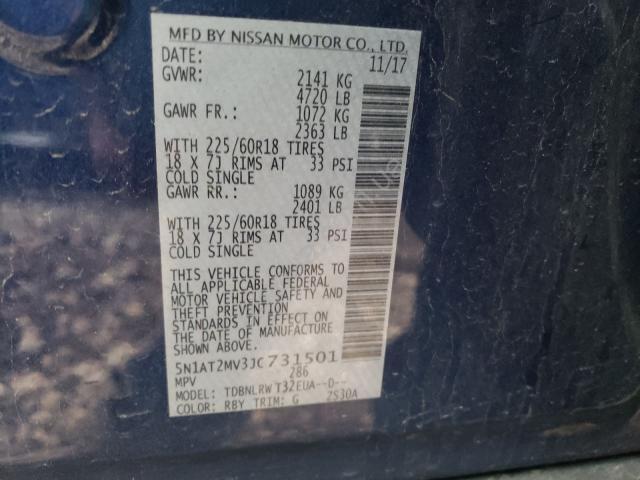 MFD BY NISSAN MOTOR CO., LTD.
DATE: 11/17
GVWR: 2141 KG
4720 LB
GAWR FR.: 1072 KG
2363 LB
WITH 225/60R18 TIRES
18 X 7J RIMS AT 33 PSI
COLD SINGLE
GAWR RR.: 1089 KG
2401 LB
WITH 225/60R18 TIRES
18 X 7J RIMS AT 33 PSI
COLD SINGLE
THIS VEHICLE CONFORMS TO
ALL APPLICABLE FEDERAL
MOTOR VEHICLE SAFETY AND
THEFT PREVENTION
STANDARDS IN EFFECT ON
THE DATE OF MANUFACTURE
SHOWN ABOVE.
5N1AT2MV3JC731501
MPV 286
MODEL: TDBNLRWT32EUA--D--
COLOR: RBY TRIM: G 2S30A